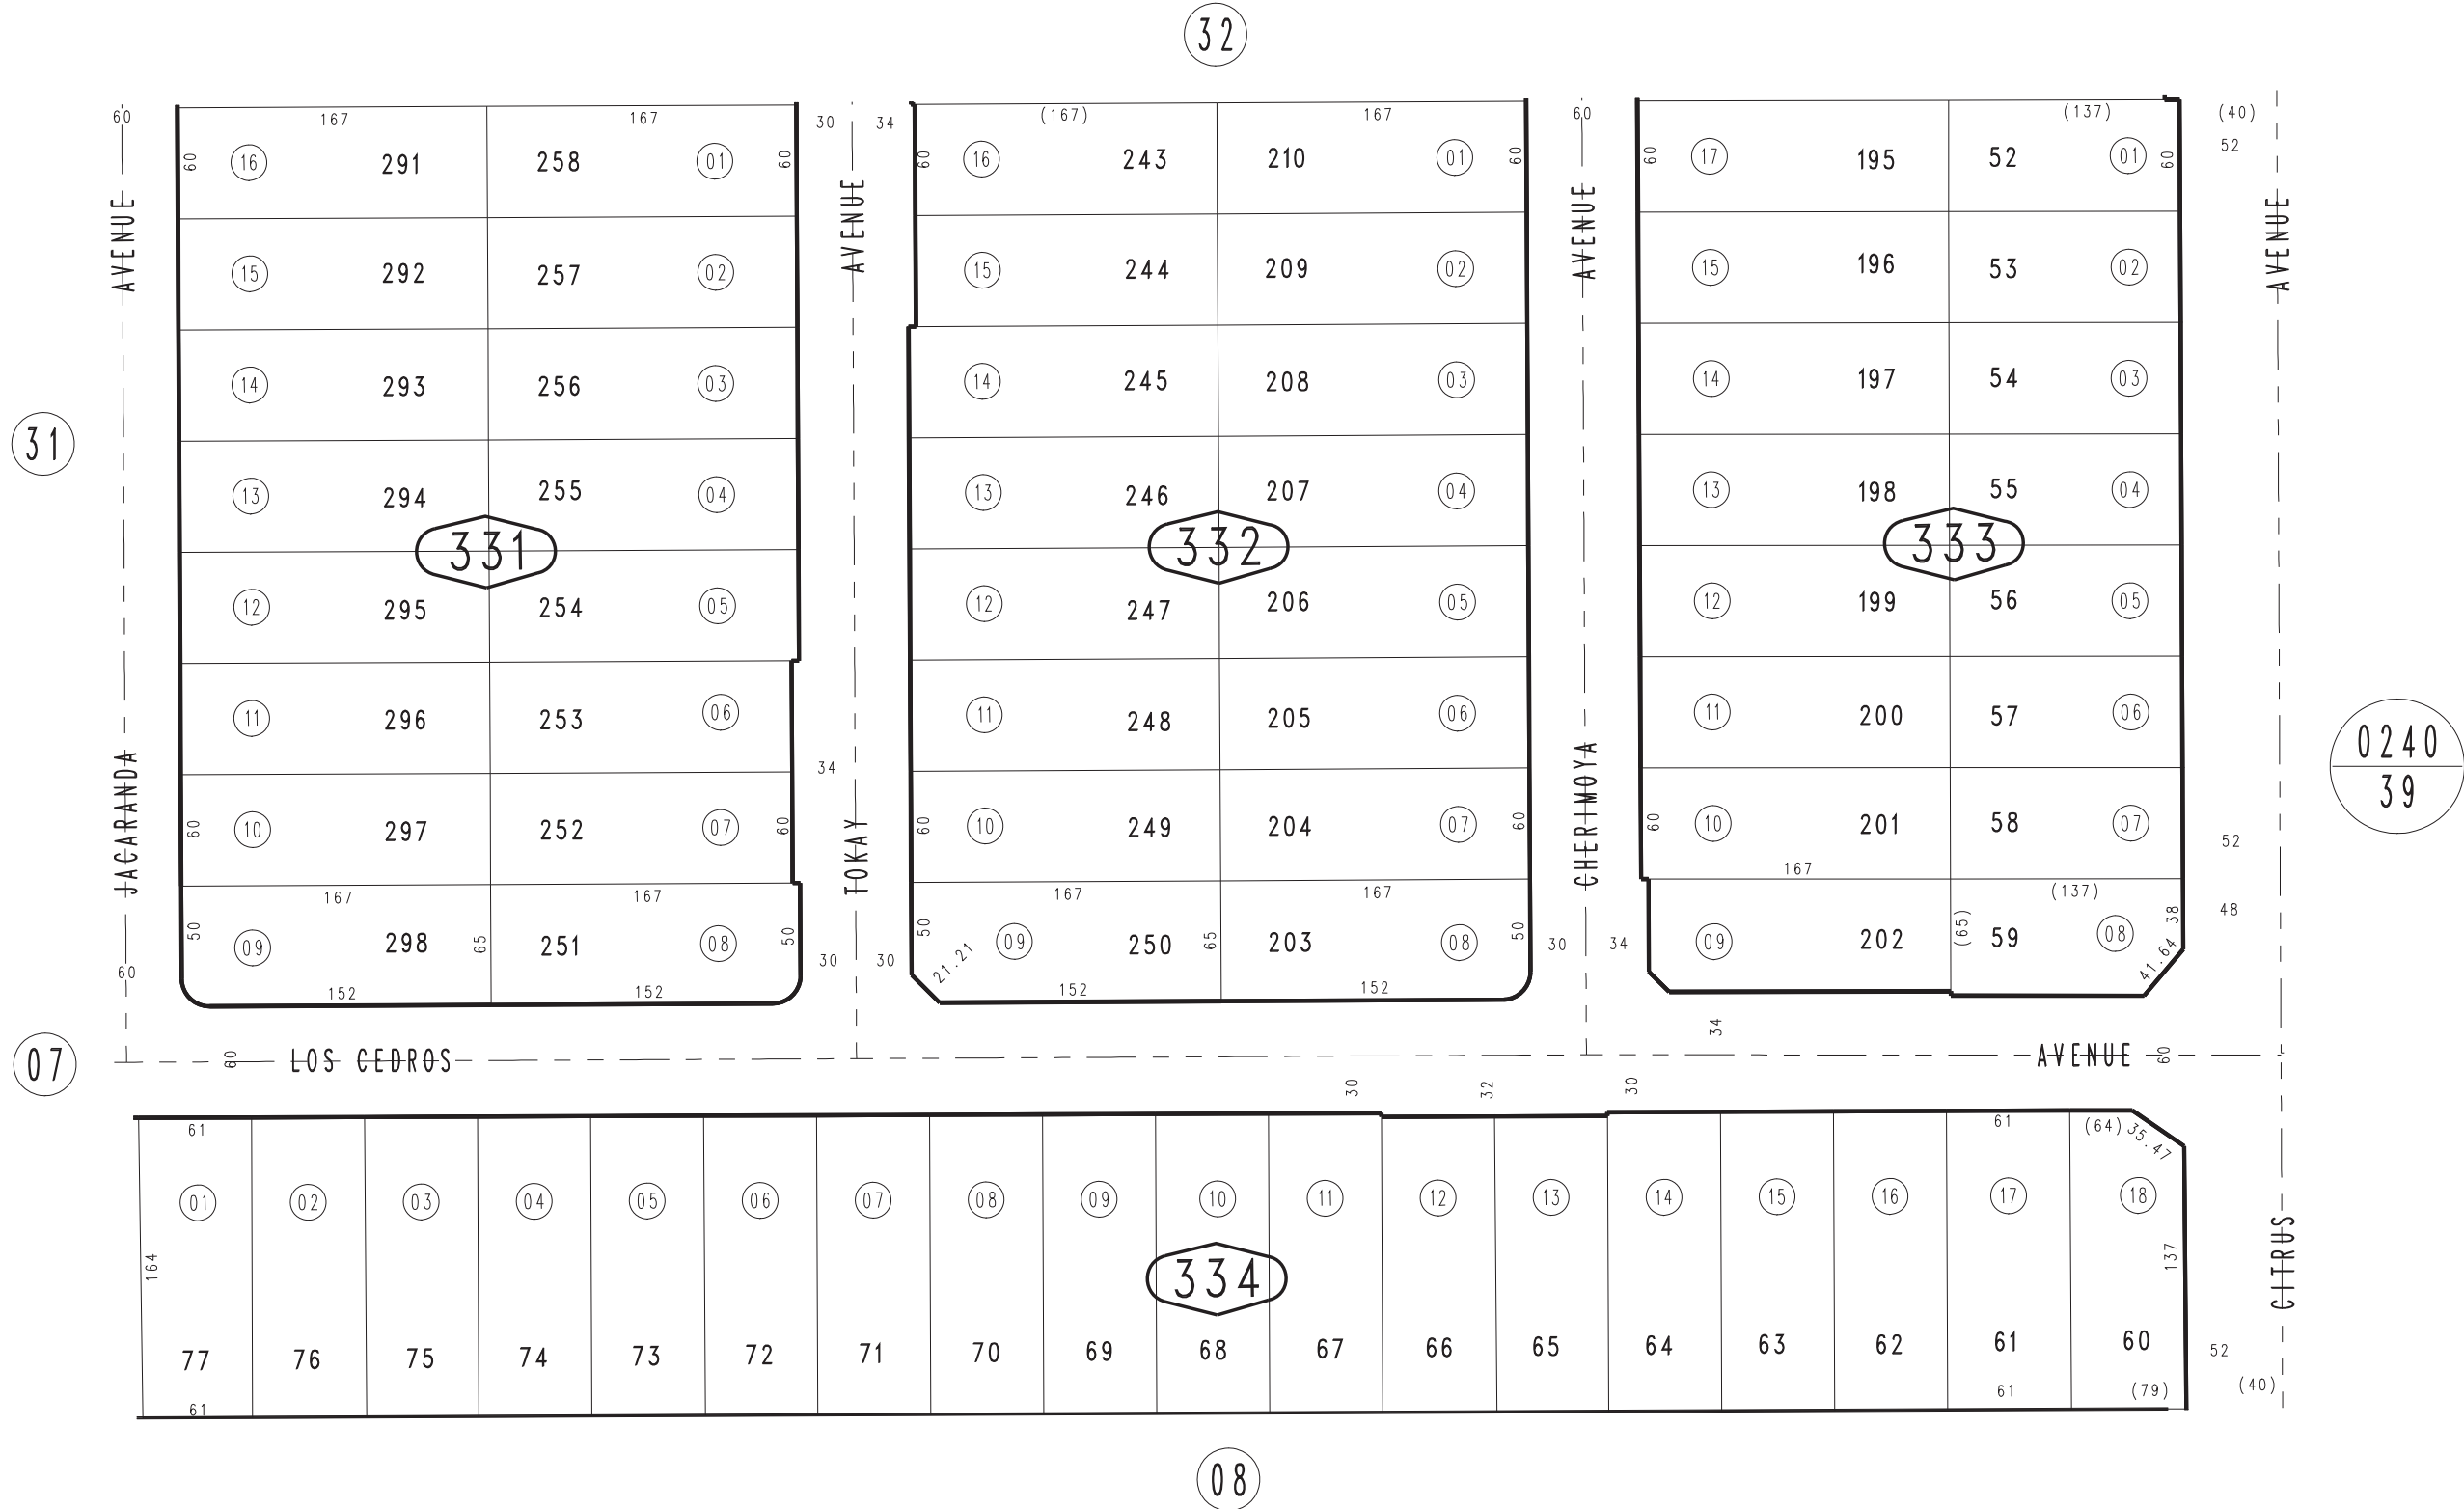 32
60 167 167 30 34 (167) 167 60 (137) (40)
52
60 16 291 258 01 60 60 16 243 210 01 60 60 17 195 52 01 60
AVENUE AVENUE AVENUE AVENUE
15 292 257 02 15 244 209 02 15 196 53 02
14 293 256 03 14 245 208 03 14 197 54 03
31
13 294 255 04 13 246 207 04 13 198 55 04
331 332 333
12 295 254 05 12 247 206 05 12 199 56 05
11 296 253 06 11 248 205 06 11 200 57 06
0240
39
34
60 10 297 252 07 60 60 10 249 204 07 60 60 10 201 58 07 52
JACARANDA TOKAY CHERIMOYA
167 167 167 167 167 (137)
50 09 298 65 251 08 50 50 09 250 65 203 08 50 09 202 (65) 59 08 38 48
60 30 30 21.21 30 34 41.64
152 152 152 152
34
07
60 LOS CEDROS AVENUE 60
30 32 30
61 61 (64) 35.47
01 02 03 04 05 06 07 08 09 10 11 12 13 14 15 16 17 18
164 334 137
CITRUS
77 76 75 74 73 72 71 70 69 68 67 66 65 64 63 62 61 60 52
61 61 (79) (40)
08